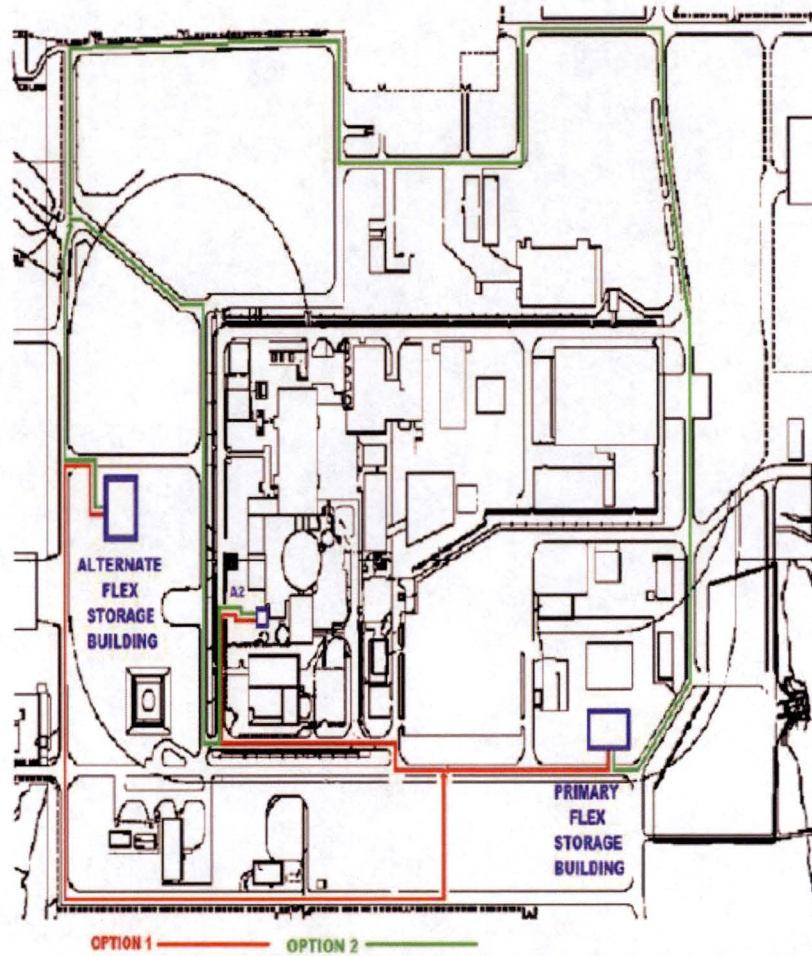 A2
ALTERNATE
FLEX
STORAGE
BUILDING
PRIMARY
FLEX
STORAGE
BUILDING
OPTION 1
OPTION 2